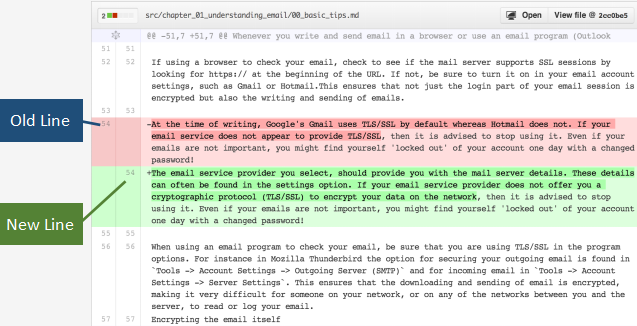 2 src/chapter_01_understanding_email/00_basic_tips.md Open View file @ 2cc0be5
@@ -51,7 +51,7 @@ Whenever you write and send email in a browser or use an email program (Outlook
51 51
52 52 If using a browser to check your email, check to see if the mail server supports SSL sessions by
looking for https:// at the beginning of the URL. If not, be sure to turn it on in your email account
settings, such as Gmail or Hotmail.This ensures that not just the login part of your email session is
encrypted but also the writing and sending of emails.
53 53
Old Line
54 -At the time of writing, Google's Gmail uses TLS/SSL by default whereas Hotmail does not. If your
email service does not appear to provide TLS/SSL, then it is advised to stop using it. Even if your
emails are not important, you might find yourself 'locked out' of your account one day with a changed
password!
New Line
54 +The email service provider you select, should provide you with the mail server details. These details
can often be found in the settings option. If your email service provider does not offer you a
cryptographic protocol (TLS/SSL) to encrypt your data on the network, then it is advised to stop
using it. Even if your emails are not important, you might find yourself 'locked out' of your account
one day with a changed password!
55 55
56 56 When using an email program to check your email, be sure that you are using TLS/SSL in the program
options. For instance in Mozilla Thunderbird the option for securing your outgoing email is found in
`Tools -> Account Settings -> Outgoing Server (SMTP)` and for incoming email in `Tools -> Account
Settings -> Server Settings`. This ensures that the downloading and sending of email is encrypted,
making it very difficult for someone on your network, or on any of the networks between you and the
server, to read or log your email.
57 57 Encrypting the email itself